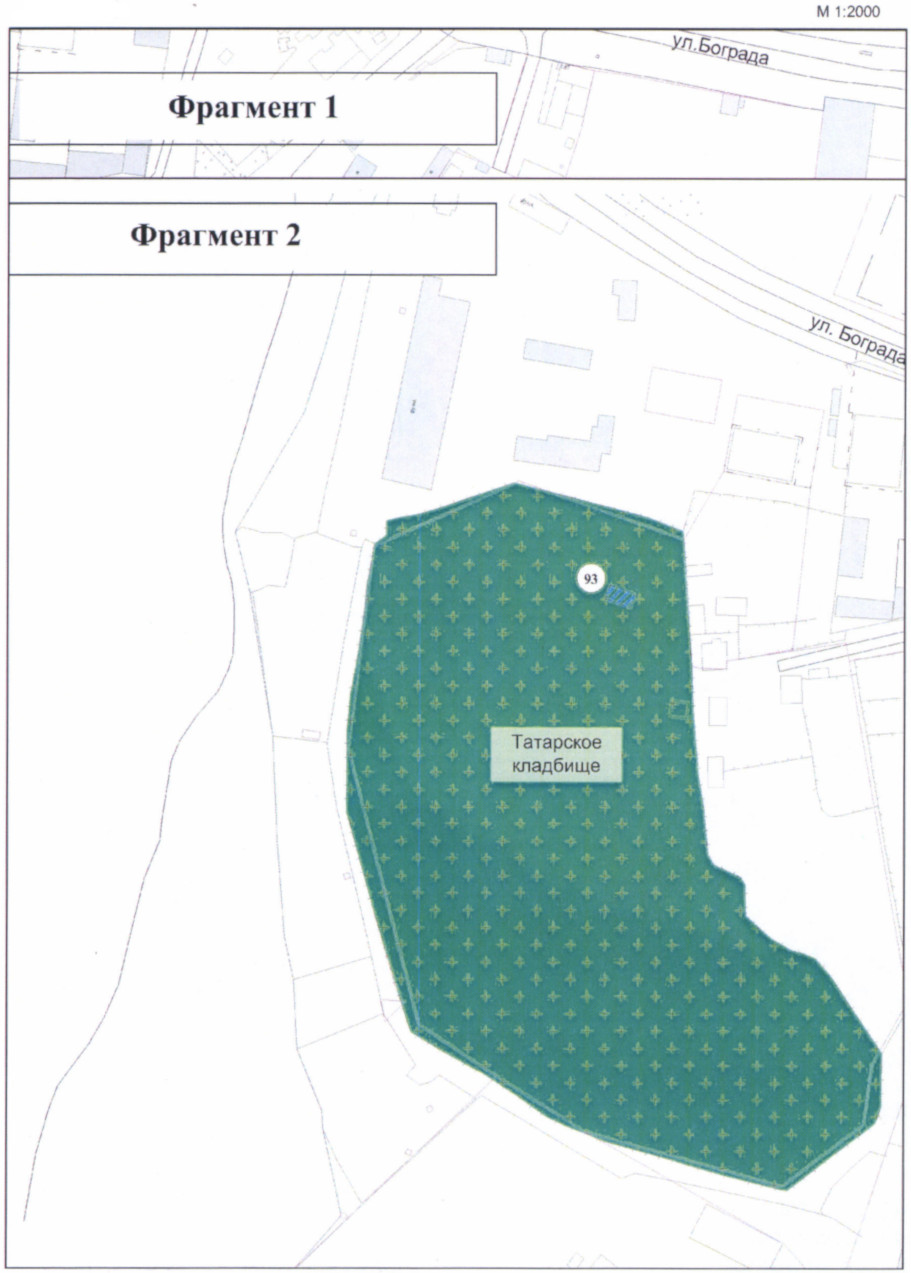 М 1:2000
ул.Бограда
Фрагмент 1
Фрагмент 2
ул. Бограда
93
Татарское
кладбище